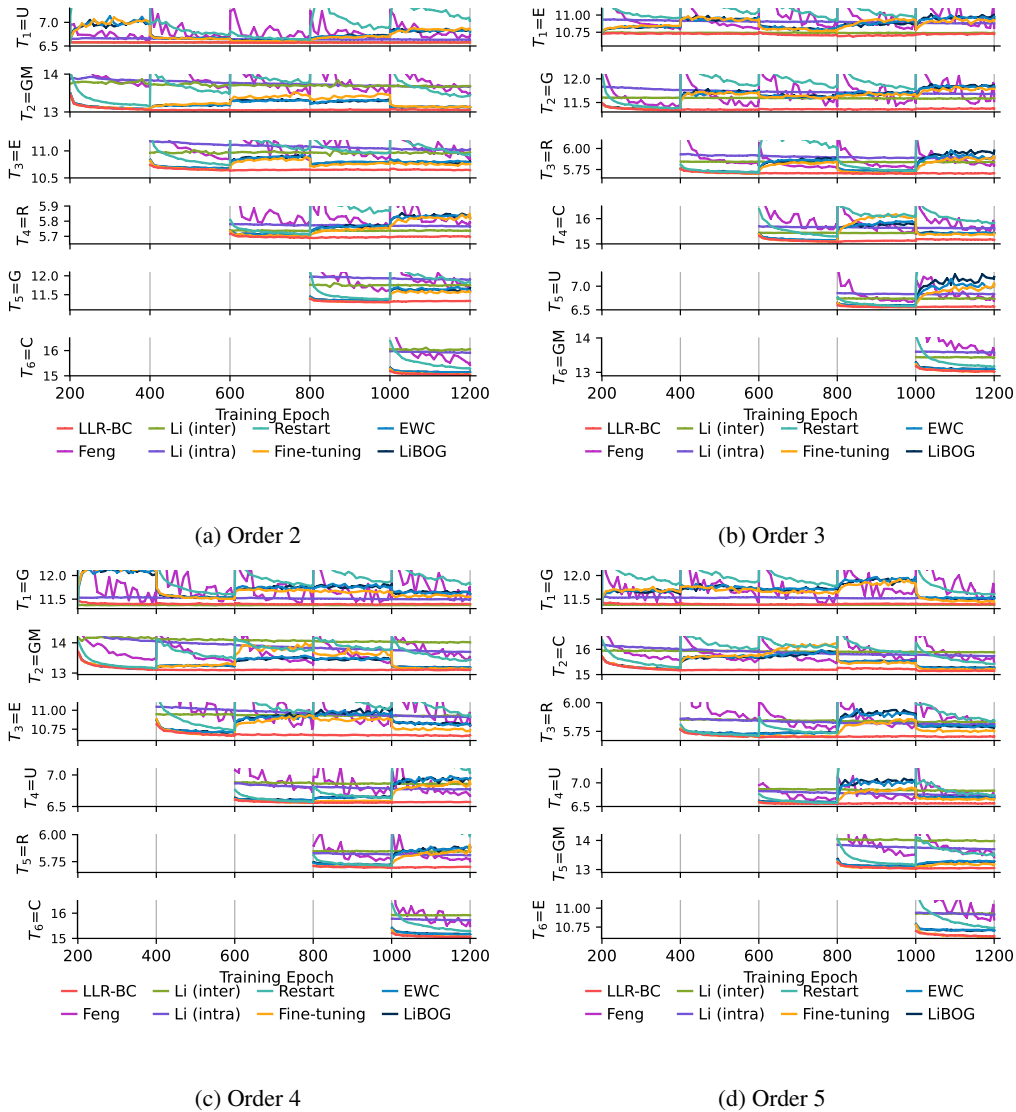 T1=U
7.0
6.5
T2=GM
14
13
T3=E
11.0
10.5
T4=R
5.9
5.8
5.7
T5=G
12.0
11.5
T6=C
16
15
200 400 600 800 1000 1200
Training Epoch
LLR-BC Li (inter) Restart EWC
Feng Li (intra) Fine-tuning LiBOG
(a) Order 2
T1=E
11.00
10.75
T2=G
12.0
11.5
T3=R
6.00
5.75
T4=C
16
15
T5=U
7.0
6.5
T6=GM
14
13
200 400 600 800 1000 1200
Training Epoch
LLR-BC Li (inter) Restart EWC
Feng Li (intra) Fine-tuning LiBOG
(b) Order 3
T1=G
12.0
11.5
T2=GM
14
13
T3=E
11.00
10.75
T4=U
7.0
6.5
T5=R
6.00
5.75
T6=C
16
15
200 400 600 800 1000 1200
Training Epoch
LLR-BC Li (inter) Restart EWC
Feng Li (intra) Fine-tuning LiBOG
(c) Order 4
T1=G
12.0
11.5
T2=C
16
15
T3=R
6.00
5.75
T4=U
7.0
6.5
T5=GM
14
13
T6=E
11.00
10.75
200 400 600 800 1000 1200
Training Epoch
LLR-BC Li (inter) Restart EWC
Feng Li (intra) Fine-tuning LiBOG
(d) Order 5